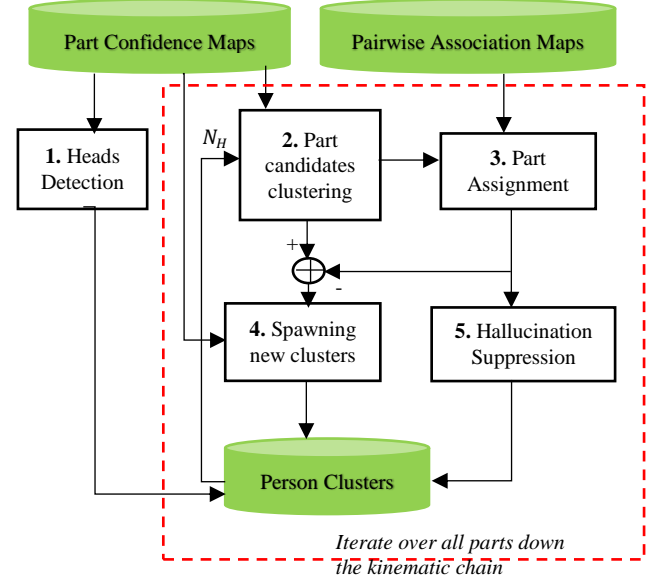 Part Confidence Maps
Pairwise Association Maps
1. Heads
Detection
N_H
2. Part
candidates
clustering
3. Part
Assignment
+
-
4. Spawning
new clusters
5. Hallucination
Suppression
Person Clusters
Iterate over all parts down
the kinematic chain